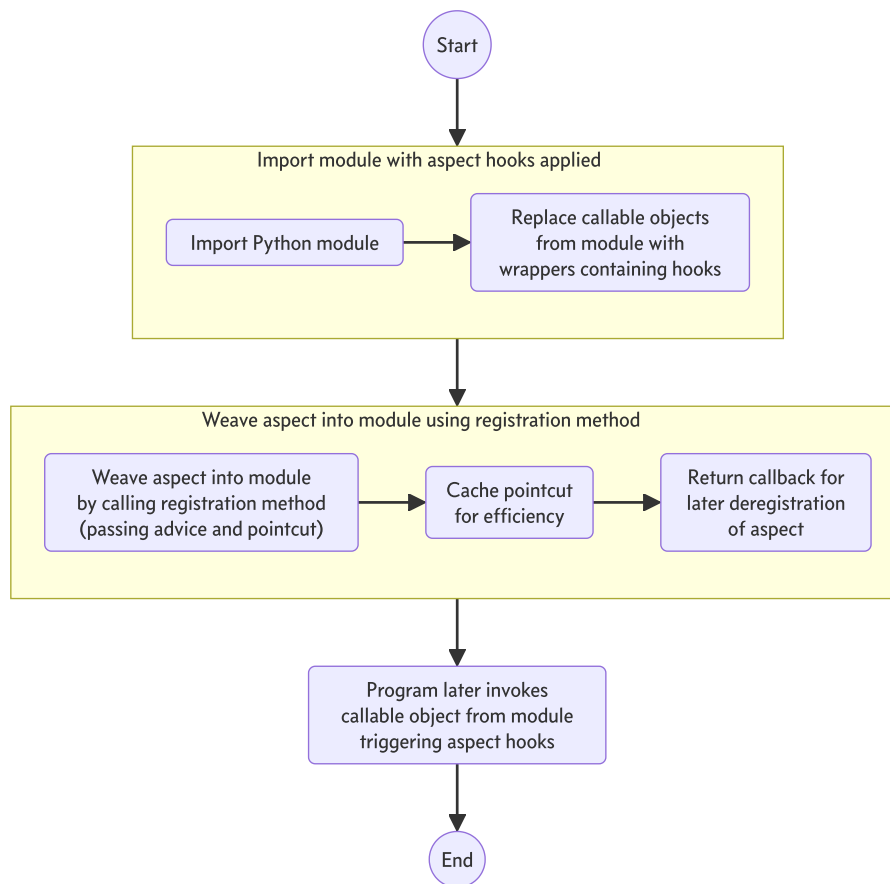 Start
Import module with aspect hooks applied
Import Python module
Replace callable objects
from module with
wrappers containing hooks
Weave aspect into module using registration method
Weave aspect into module
by calling registration method
(passing advice and pointcut)
Cache pointcut
for efficiency
Return callback for
later deregistration
of aspect
Program later invokes
callable object from module
triggering aspect hooks
End